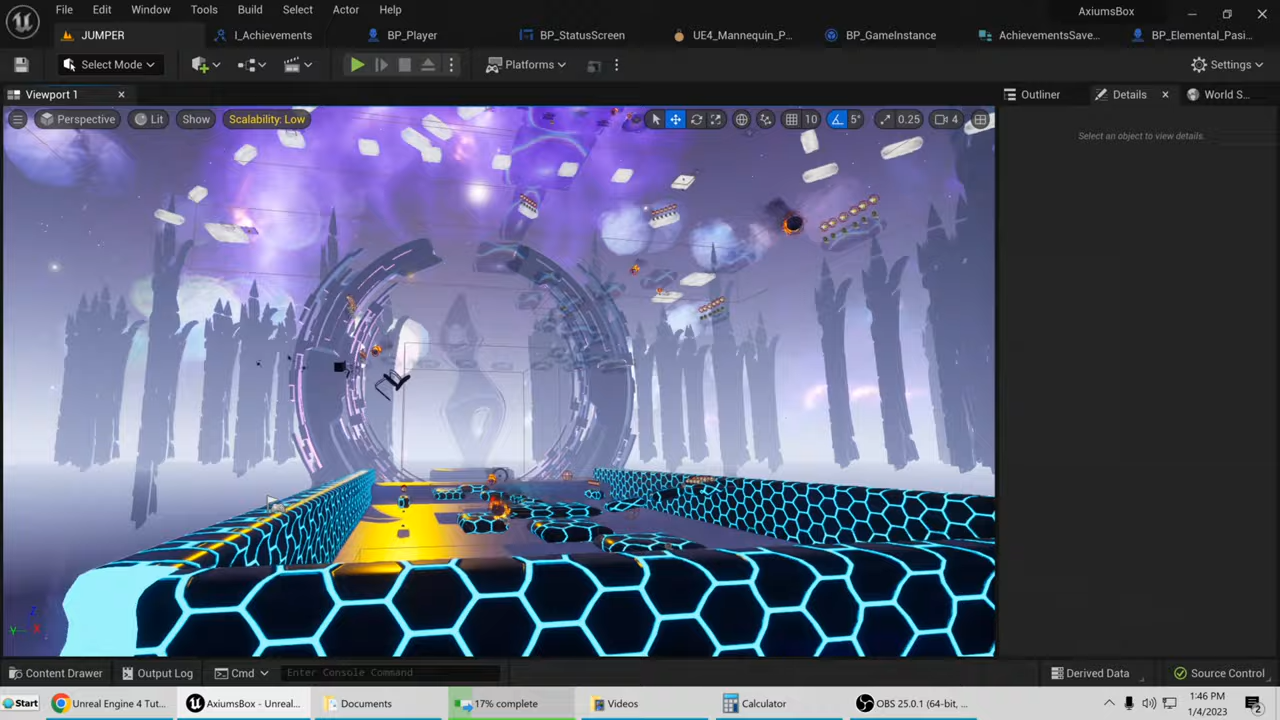 File Edit Window Tools Build Select Actor Help
AxiumsBox
JUMPER
I_Achievements
BP_Player
BP_StatusScreen
UE4_Mannequin_P...
BP_GameInstance
AchievementsSave...
BP_Elemental_Pasi...
Select Mode
Platforms
Settings
Viewport 1
Outliner
Details
World S...
Perspective
Lit
Show
Scalability: Low
10
5°
0.25
4
Select an object to view details.
Z
Y
X
Content Drawer
Output Log
Cmd
Enter Console Command
Derived Data
Source Control
Start
Unreal Engine 4 Tut...
AxiumsBox - Unreal...
Documents
17% complete
Videos
Calculator
OBS 25.0.1 (64-bit, ...
1:46 PM
1/4/2023
2